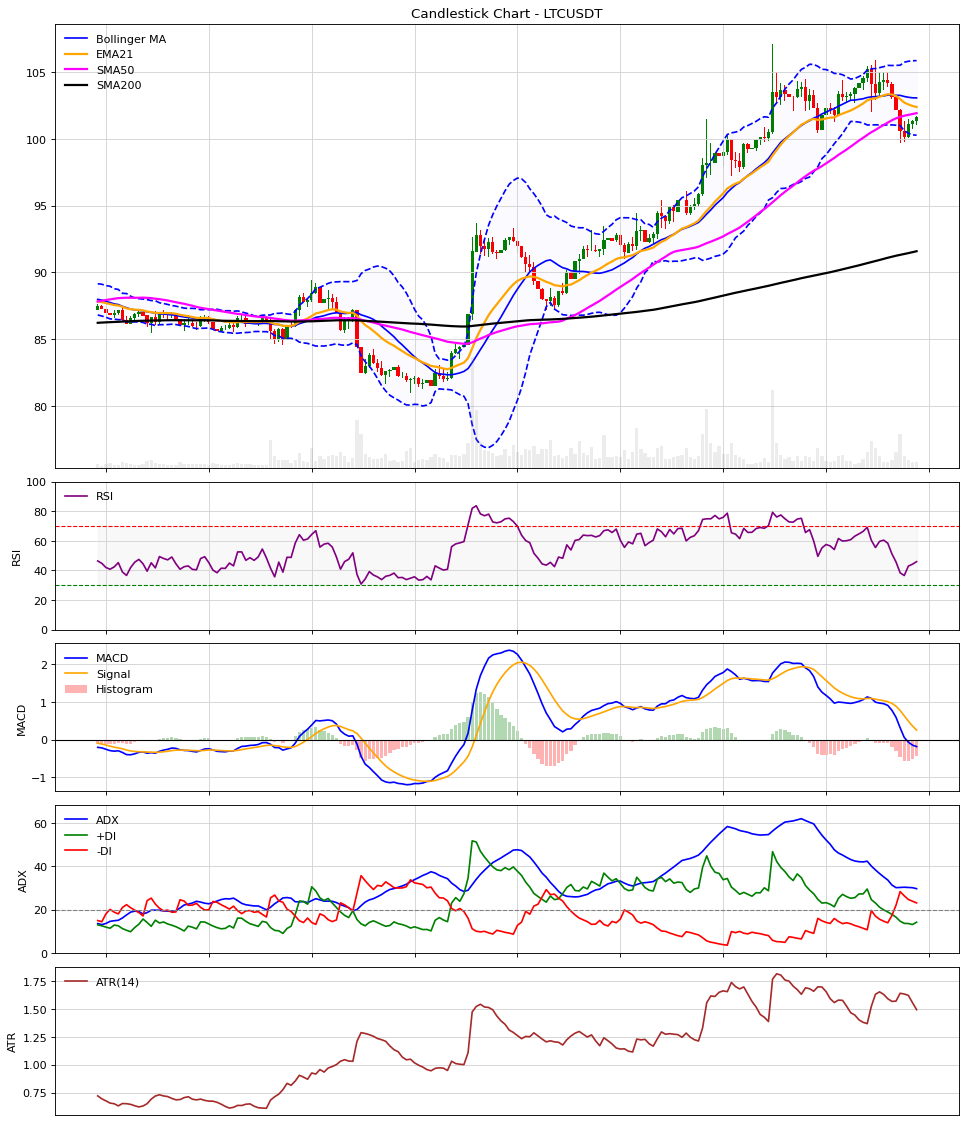 Candlestick Chart - LTCUSDT
Bollinger MA
EMA21
SMA50
SMA200
105
100
95
90
85
80
RSI
100
80
60
40
20
0
RSI
MACD
Signal
Histogram
2
1
0
−1
MACD
ADX
+DI
-DI
60
40
20
0
ADX
ATR(14)
1.75
1.50
1.25
1.00
0.75
ATR